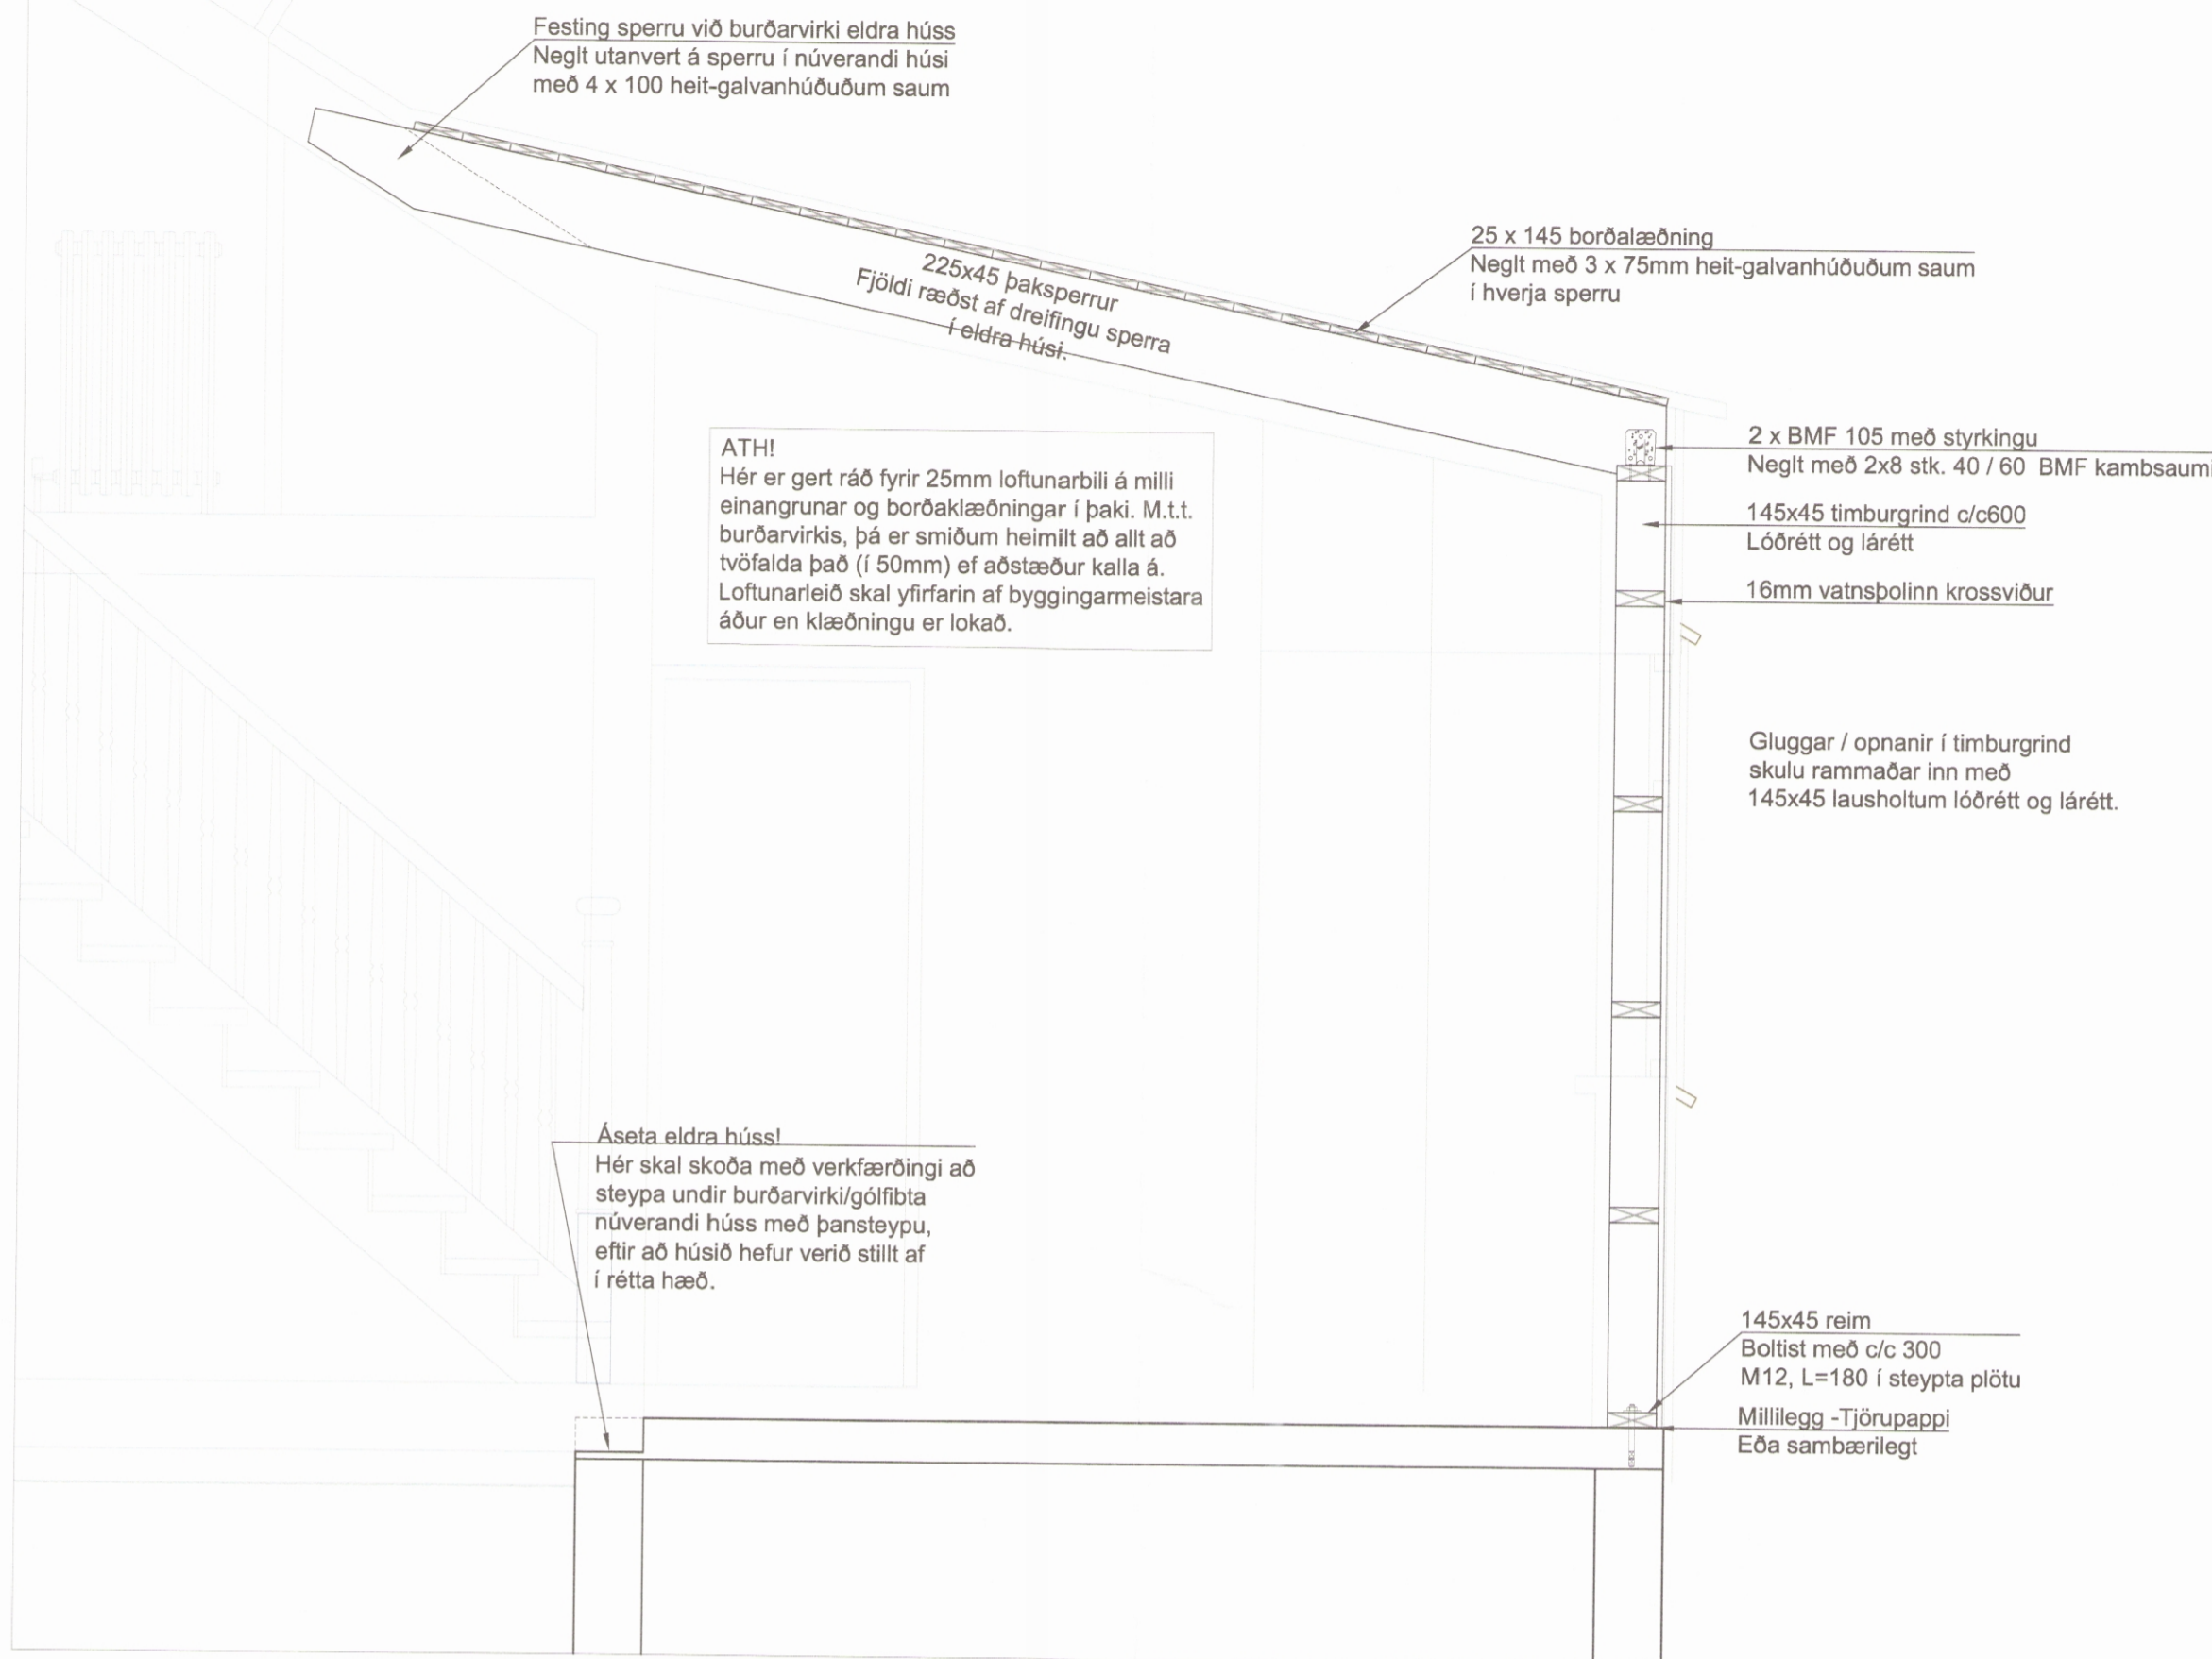 Festing sperru við burðarvirki eldra húss
Neglt utanvert á sperru í núverandi húsi
með 4 x 100 heit-galvanhúðuðum saum
25 x 145 borðalæðning
Neglt með 3 x 75mm heit-galvanhúðuðum saum
í hverja sperru
225x45 þaksperrur
Fjöldi ræðst af dreifingu sperra
í eldra húsi.
2 x BMF 105 með styrkingu
Neglt með 2x8 stk. 40 / 60 BMF kambsaumi
ATH!
Hér er gert ráð fyrir 25mm loftunarbili á milli
einangrunar og borðaklæðningar í þaki. M.t.t.
burðarvirkis, þá er smiðum heimilt að allt að
tvöfalda það (í 50mm) ef aðstæður kalla á.
Loftunarleið skal yfirfarin af byggingarmeistara
áður en klæðningu er lokað.
145x45 timburgrind c/c600
Lóðrétt og lárétt
16mm vatnsþolinn krossviður
Gluggar / opnanir í timburgrind
skulu rammaðar inn með
145x45 lausholtum lóðrétt og lárétt.
Áseta eldra húss!
Hér skal skoða með verkfærðingi að
steypa undir burðarvirki/gólfibta
núverandi húss með þansteypu,
eftir að húsið hefur verið stillt af
í rétta hæð.
145x45 reim
Boltist með c/c 300
M12, L=180 í steypta plötu
Millilegg -Tjörupappi
Eða sambærilegt